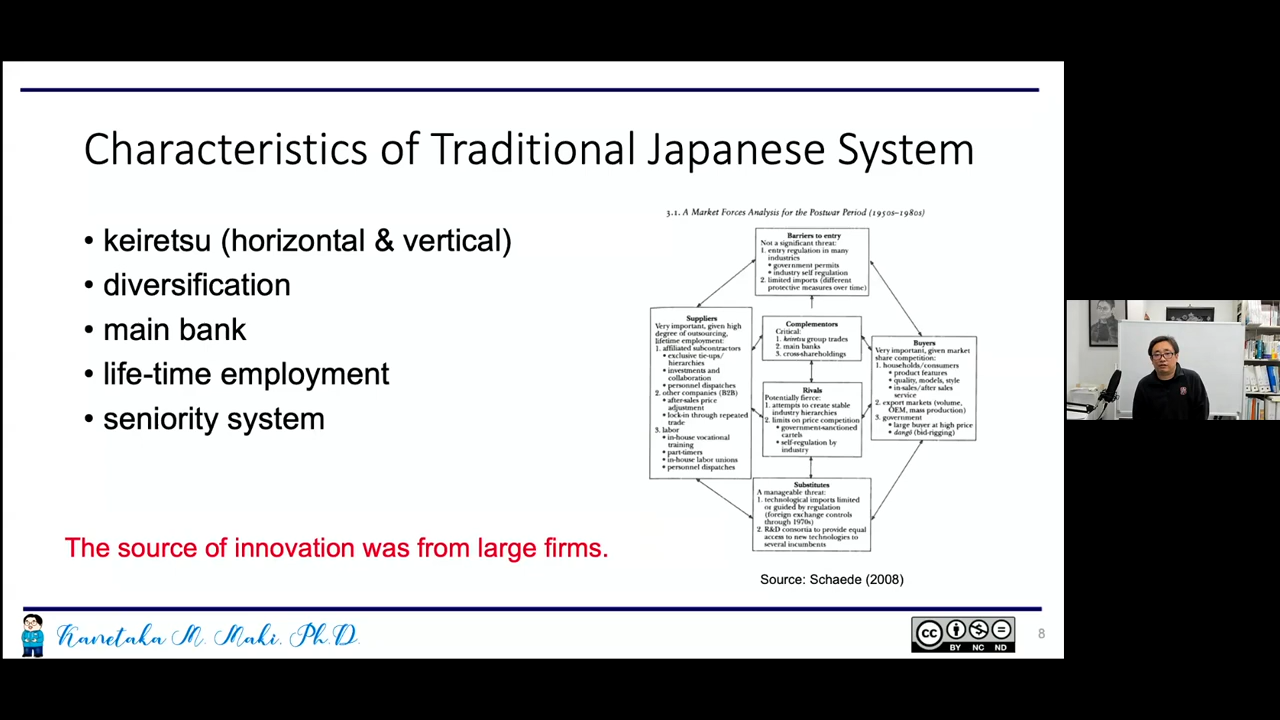 Characteristics of Traditional Japanese System
• keiretsu (horizontal & vertical)
• diversification
• main bank
• life-time employment
• seniority system
The source of innovation was from large firms.
3.1. A Market Forces Analysis for the Postwar Period (1950s–1980s)
Barriers to entry
Not a significant threat:
1. entry regulation in many
industries
• government permits
• industry self regulation
2. limited imports (different
protective measures over time)
Suppliers
Very important, given high
degree of outsourcing,
lifetime employment:
1. affiliated subcontractors
• exclusive tie-ups/
hierarchies
• investments and
collaboration
• personnel dispatches
2. other companies (B2B)
• after-sales price
adjustment
• lock-in through repeated
trade
3. labor
• in-house vocational
training
• part-timers
• in-house labor unions
• personnel dispatches
Complementors
Critical:
1. keiretsu group trades
2. main banks
3. cross-shareholdings
Rivals
Potentially fierce:
1. attempts to create stable
industry hierarchies
2. limits on price competition
• government-sanctioned
cartels
• self-regulation by
industry
Buyers
Very important, given market
share competition:
1. households/consumers
• product features
• quality, models, style
• in-sales/after sales
service
2. export markets (volume,
OEM, mass production)
3. government
• large buyer at high price
• dangō (bid-rigging)
Substitutes
A manageable threat:
1. technological imports limited
or guided by regulation
(foreign exchange controls
through 1970s)
2. R&D consortia to provide equal
access to new technologies to
several incumbents
Source: Schaede (2008)
Kanetaka M. Maki, Ph.D.
cc
BY NC ND
8